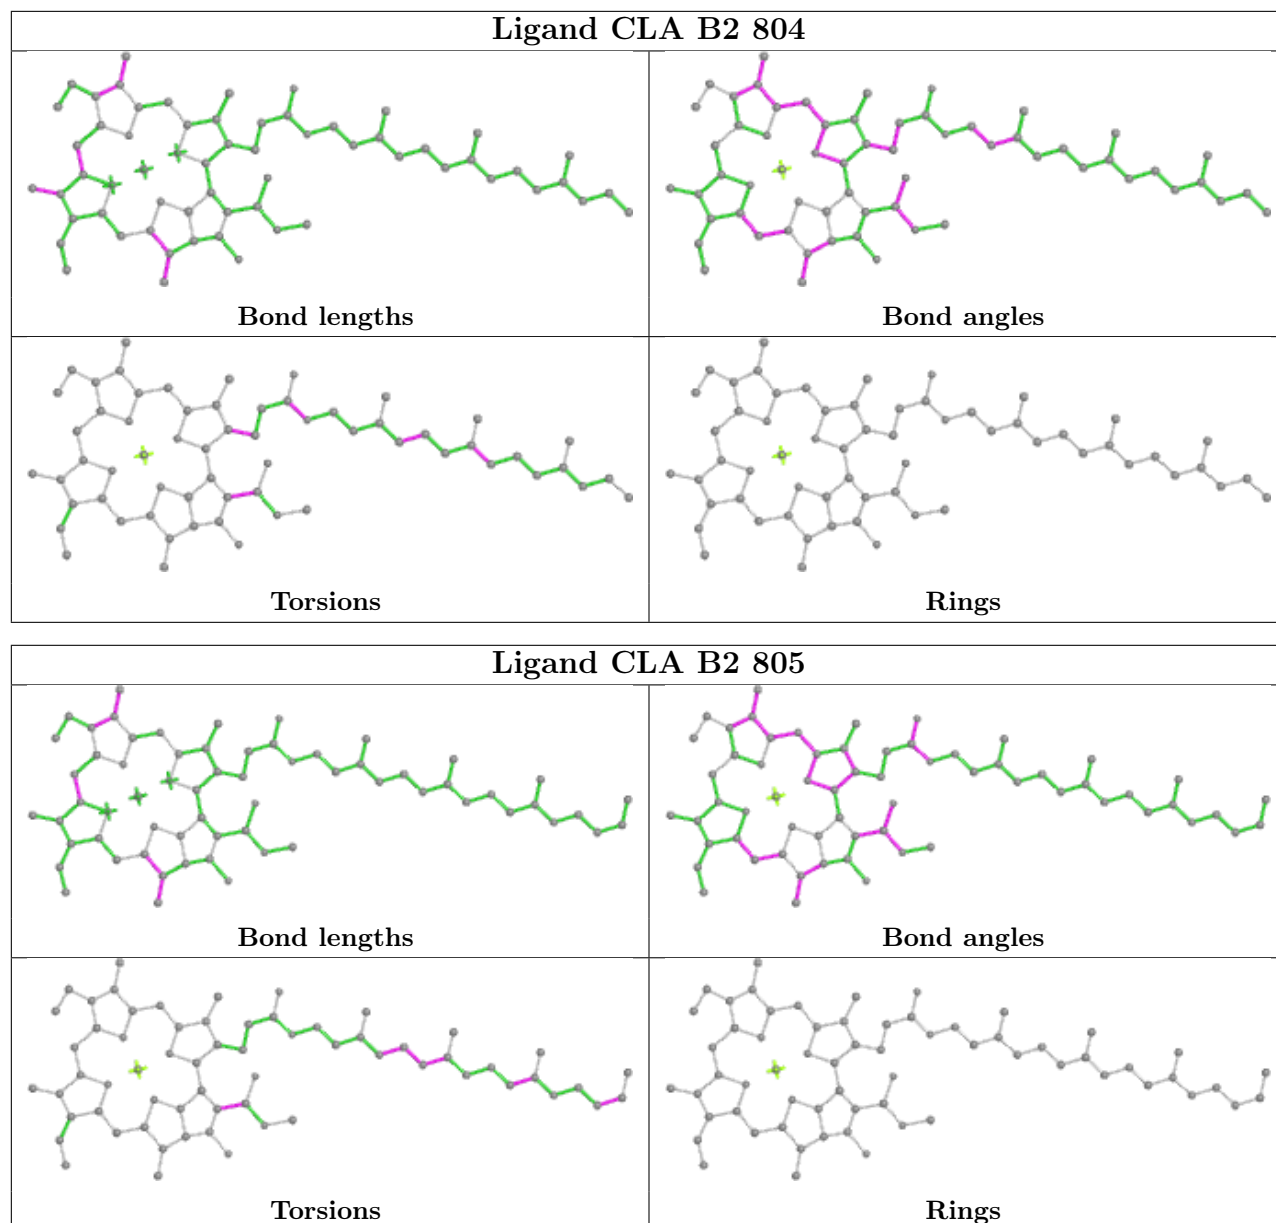 Ligand CLA B2 804
Bond lengths
Bond angles
Torsions
Rings
Ligand CLA B2 805
Bond lengths
Bond angles
Torsions
Rings